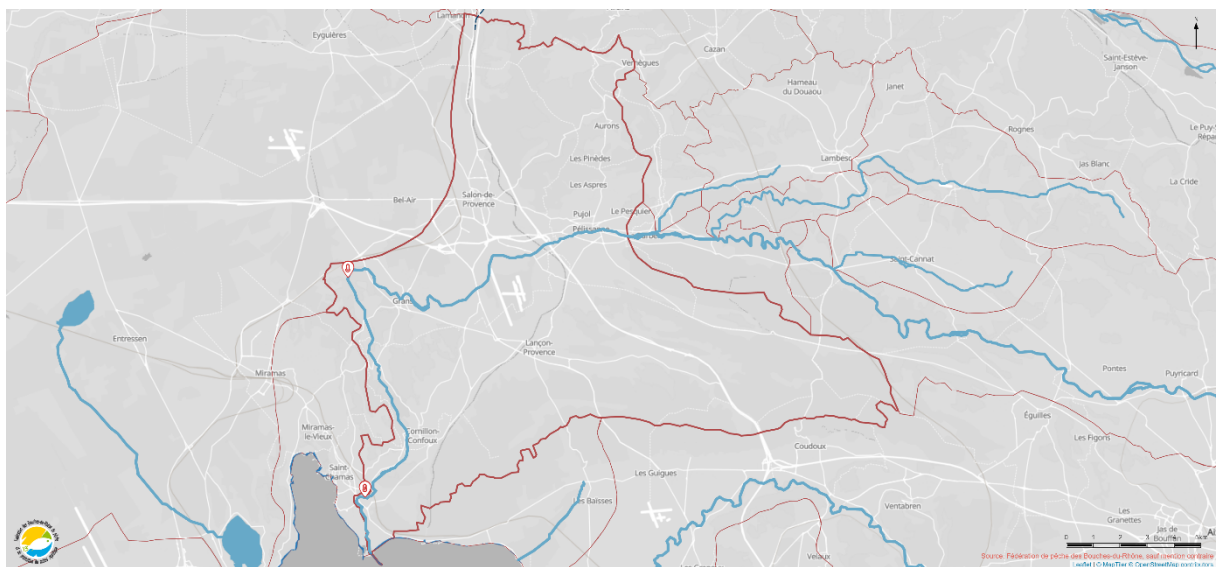 Lamanon
Eyguières
Cazan
Vernègues
Saint-Estève-
Janson
Hameau
du Douaou
Janet
Aurons
Rognes
Les Pinèdes
Lambesc
Jas Blanc
Les Aspres
La Cride
Bel-Air
Salon-de-
Provence
Pujol
Le Pesquier
Pélissanne
Saint-Cannat
Grans
Entressen
Lançon-
Provence
Miramas
Pontes
Puyricard
Éguilles
Miramas-
le-Vieux
Cornillon-
Confoux
Les Figons
Coudoux
Saint-
Chamas
Les Guigues
Les Baisses
Ventabren
Les
Granettes
Jas de
Bouffan
Velaux
Source: Fédération de pêche des Bouches-du-Rhône, sauf mention contraire
Leaflet | © MapTiler © OpenStreetMap contributors